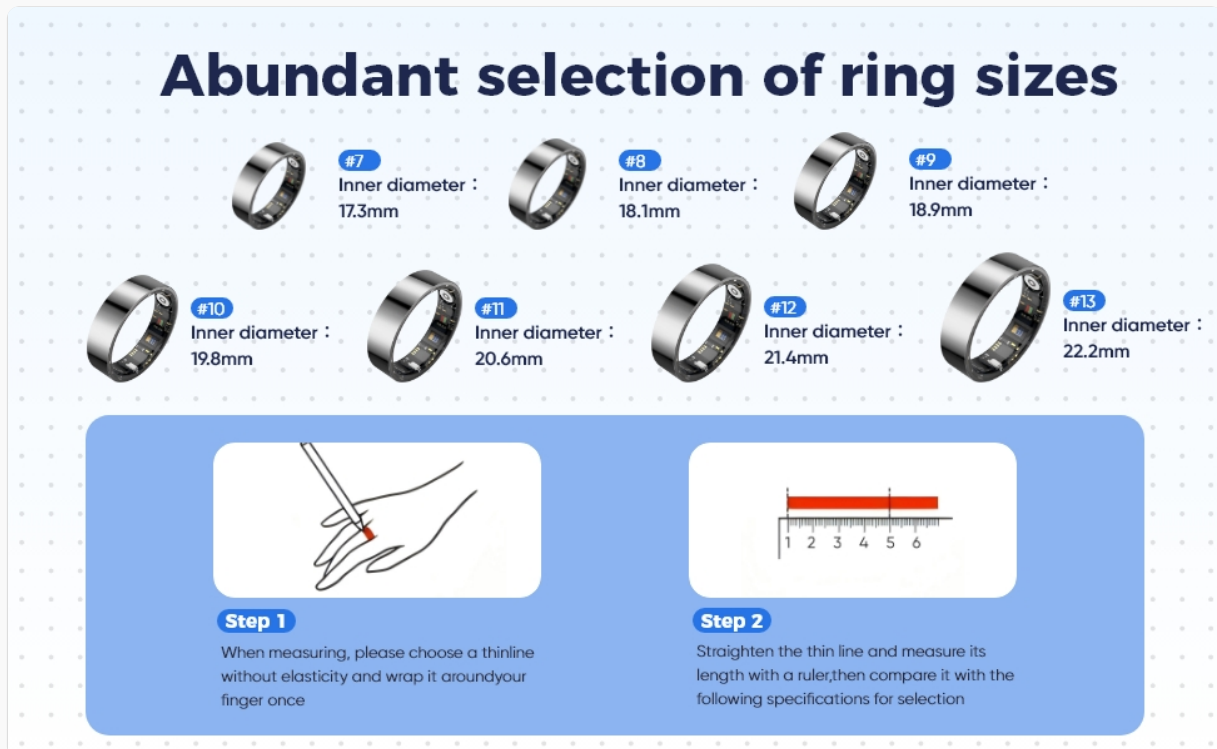 Abundant selection of ring sizes
#7
Inner diameter：
17.3mm
#8
Inner diameter：
18.1mm
#9
Inner diameter：
18.9mm
#10
Inner diameter：
19.8mm
#11
Inner diameter：
20.6mm
#12
Inner diameter：
21.4mm
#13
Inner diameter：
22.2mm
Step 1
When measuring, please choose a thinline
without elasticity and wrap it aroundyour
finger once
1 2 3 4 5 6
Step 2
Straighten the thin line and measure its
length with a ruler,then compare it with the
following specifications for selection